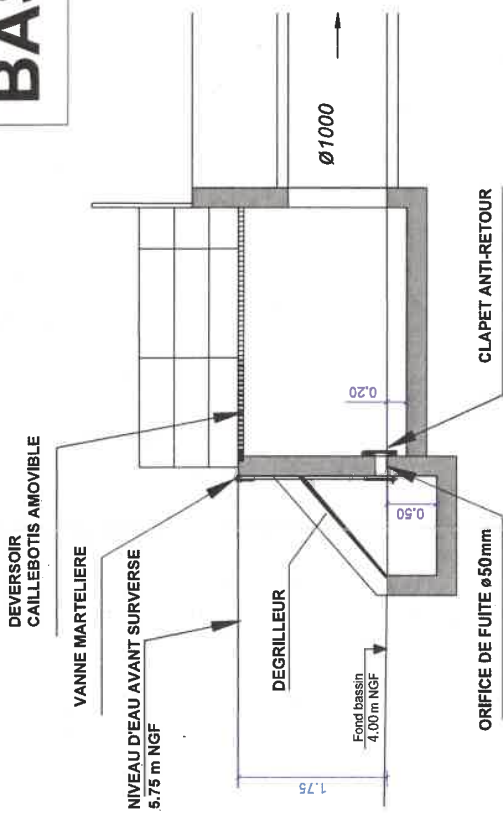 BAS
DEVERSOIR
CAILLEBOTIS AMOVIBLE
VANNE MARTELIERE
NIVEAU D'EAU AVANT SURVERSE
5.75 m NGF
DEGRILLEUR
Fond bassin
4.00 m NGF
1.75
0,50
0,20
Ø1000
ORIFICE DE FUITE ø50mm
CLAPET ANTI-RETOUR